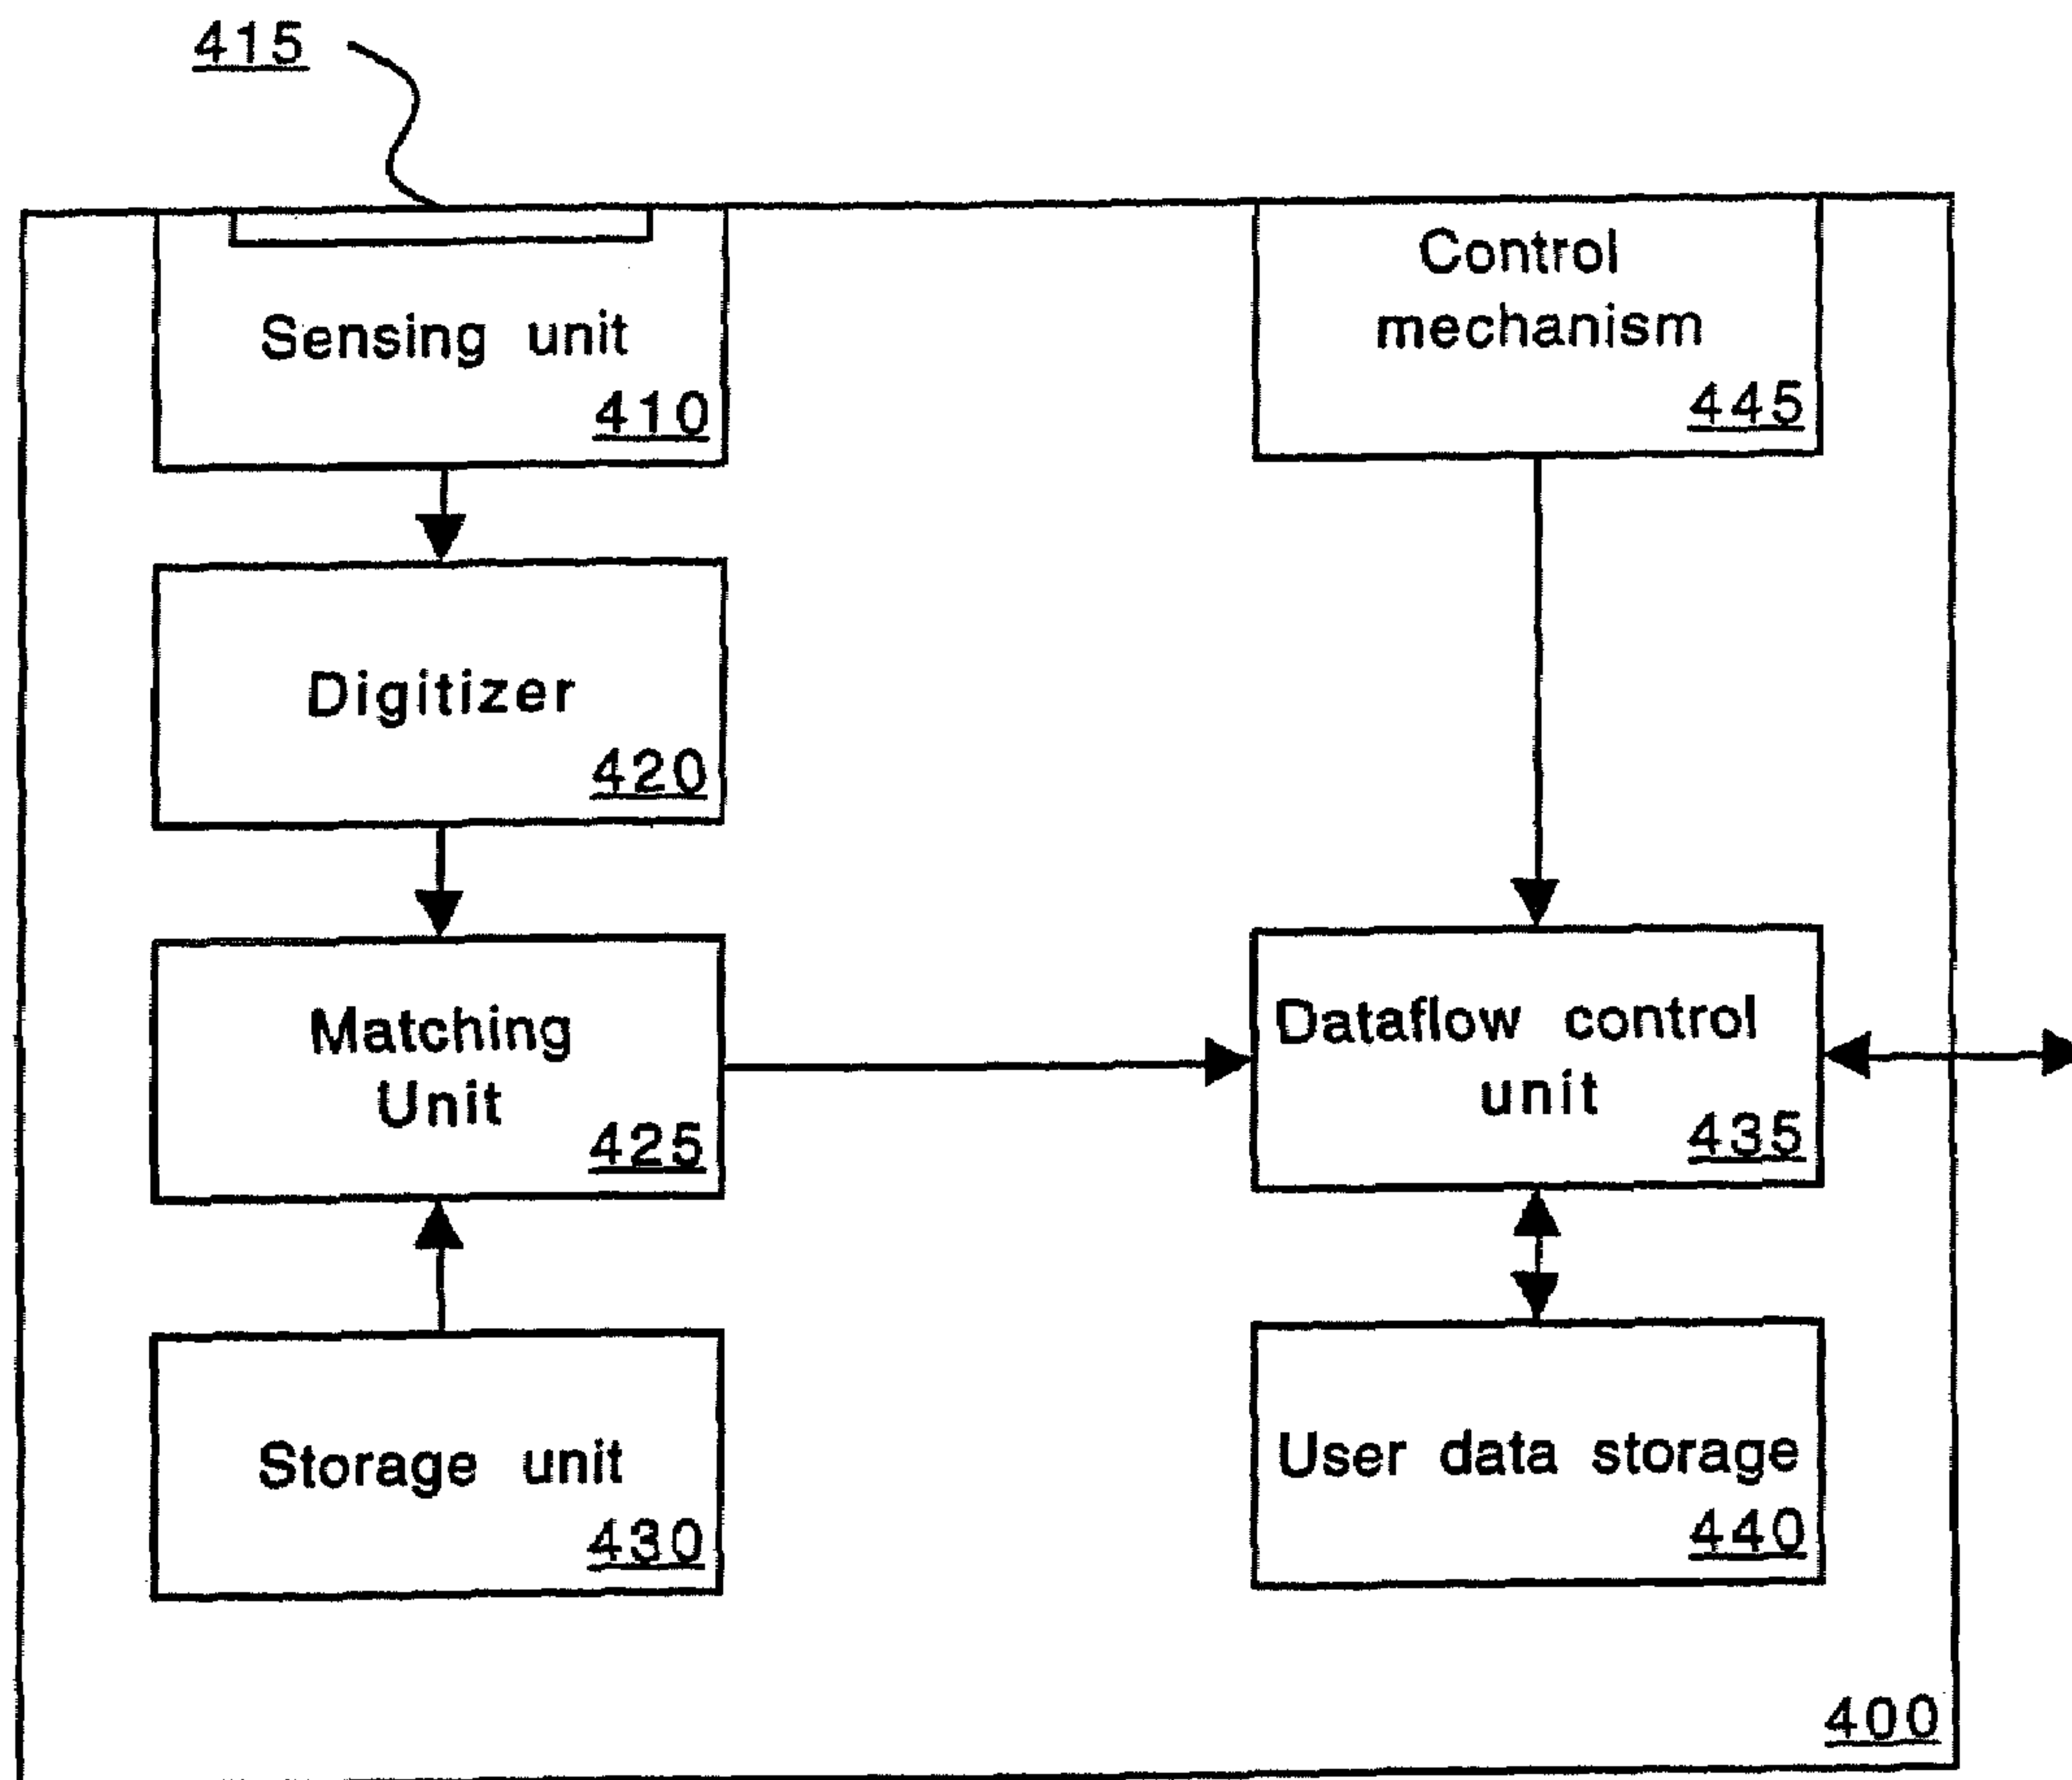 415
Sensing unit
410
Control
mechanism
445
Digitizer
420
Matching
Unit
425
Dataflow control
unit
435
Storage unit
430
User data storage
440
400